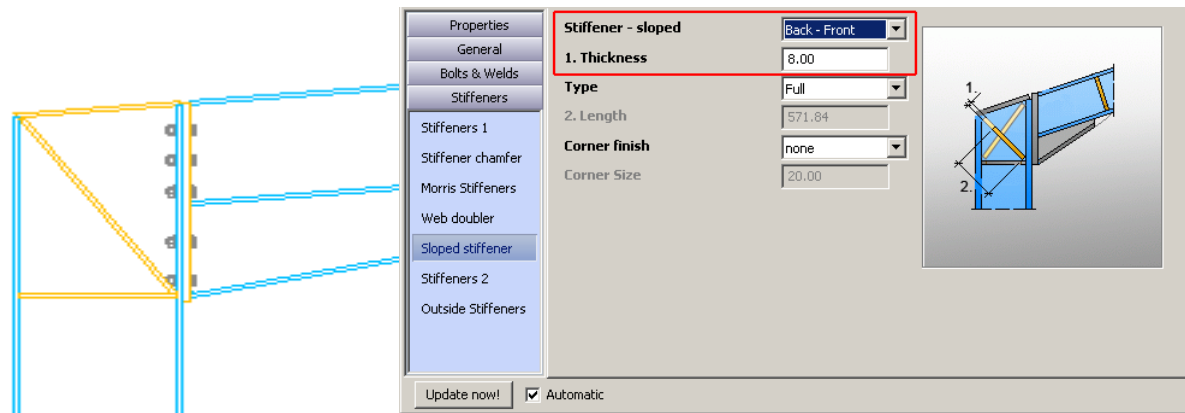 Properties
General
Bolts & Welds
Stiffeners
Stiffeners 1
Stiffener chamfer
Morris Stiffeners
Web doubler
Sloped stiffener
Stiffeners 2
Outside Stiffeners
Stiffener - sloped Back - Front
1. Thickness 8.00
Type Full
2. Length 571.84
Corner finish none
Corner Size 20.00
1.
2.
Update now! Automatic